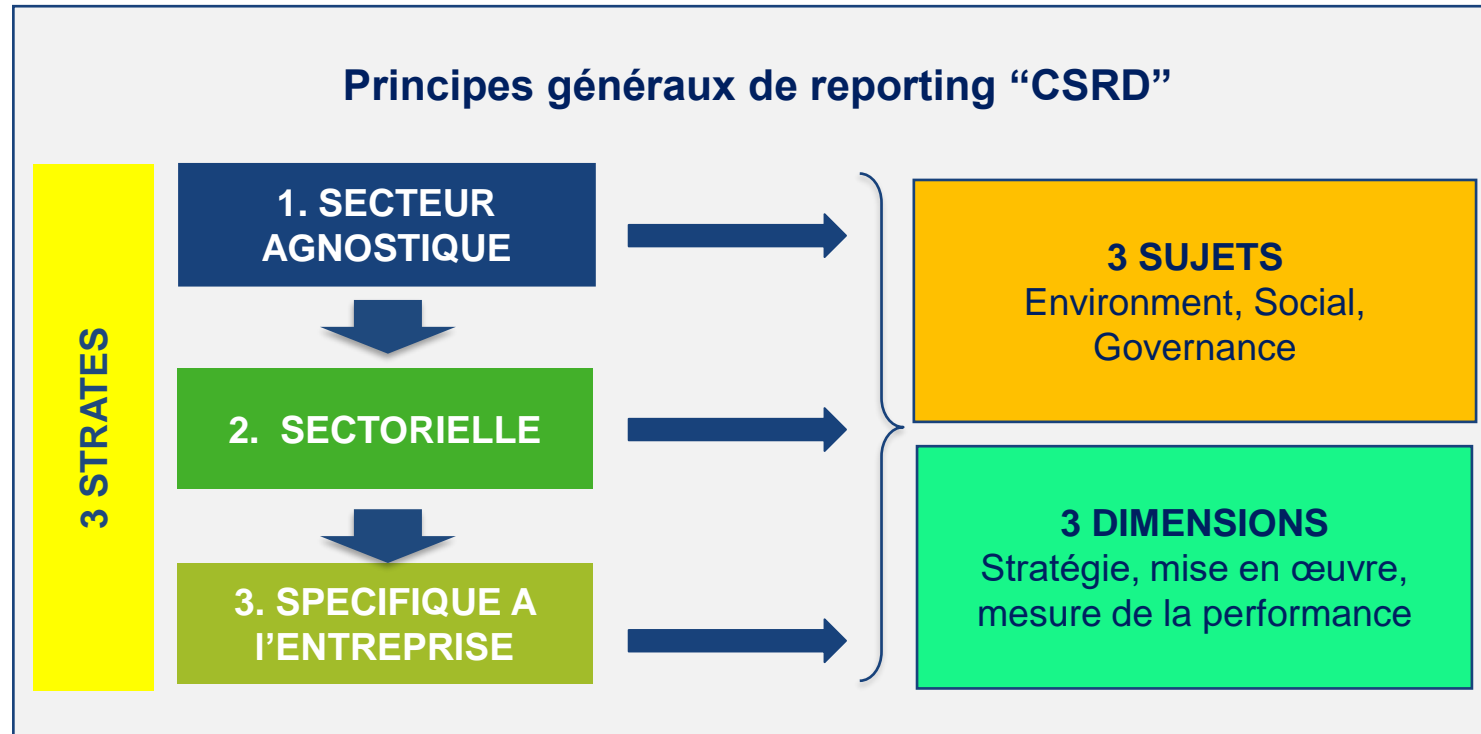 Principes généraux de reporting “CSRD”
3 STRATES
1. SECTEUR
AGNOSTIQUE
2. SECTORIELLE
3. SPECIFIQUE A
l’ENTREPRISE
3 SUJETS
Environment, Social,
Governance
3 DIMENSIONS
Stratégie, mise en œuvre,
mesure de la performance